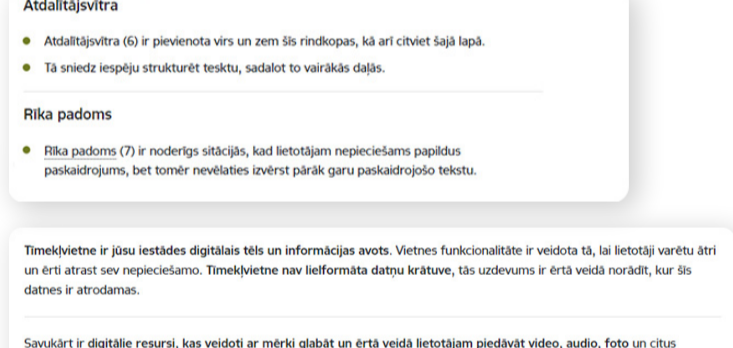 Atdalītājsvītra
Atdalītājsvītra (6) ir pievienota virs un zem šīs rindkopas, kā arī citviet šajā lapā.
Tā sniedz iespēju strukturēt tesktu, sadalot to vairākās daļās.
Rīka padoms
Rīka padoms (7) ir noderīgs sitācijās, kad lietotājam nepieciešams papildus
paskaidrojums, bet tomēr nevēlaties izvērst pārāk garu paskaidrojošo tekstu.
Tīmekļvietne ir jūsu iestādes digitālais tēls un informācijas avots. Vietnes funkcionalitāte ir veidota tā, lai lietotāji varētu ātri
un ērti atrast sev nepieciešamo. Tīmekļvietne nav lielformāta datņu krātuve, tās uzdevums ir ērtā veidā norādīt, kur šīs
datnes ir atrodamas.
Savukārt ir digitālie resursi, kas veidoti ar mērķi glabāt un ērtā veidā lietotājam piedāvāt video, audio, foto un citus